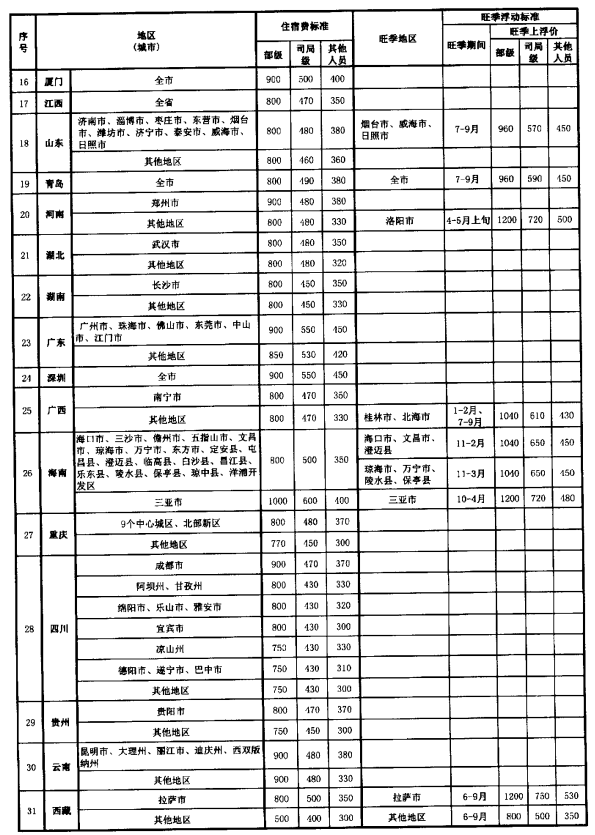 序号 地区（城市） 住宿费标准 旺季地区 旺季浮动标准
部级 司局级 其他人员 旺季期间 旺季上浮价
部级 司局级 其他人员
16 厦门 全市 900 500 400
17 江西 全省 800 470 350
18 山东 济南市、淄博市、枣庄市、东营市、烟台
市、潍坊市、济宁市、泰安市、威海市、
日照市 800 480 380 烟台市、威海市、
日照市 7-9月 960 570 450
其他地区 800 460 360
19 青岛 全市 800 490 380 全市 7-9月 960 590 450
20 河南 郑州市 900 480 380
其他地区 800 480 330 洛阳市 4-5月上旬 1200 720 500
21 湖北 武汉市 800 480 350
其他地区 800 480 320
22 湖南 长沙市 800 450 350
其他地区 800 450 330
23 广东 广州市、珠海市、佛山市、东莞市、中山
市、江门市 900 550 450
其他地区 850 530 420
24 深圳 全市 900 550 450
25 广西 南宁市 800 470 350
其他地区 800 470 330 桂林市、北海市 1-2月、
7-9月 1040 610 430
26 海南 海口市、三沙市、儋州市、五指山市、文昌
市、琼海市、万宁市、东方市、定安县、屯
昌县、澄迈县、临高县、白沙县、昌江县、
乐东县、陵水县、保亭县、琼中县、洋浦开
发区 800 500 350 海口市、文昌市、
澄迈县 11-2月 1040 650 450
琼海市、万宁市、
陵水县、保亭县 11-3月 1040 650 450
三亚市 1000 600 400 三亚市 10-4月 1200 720 480
27 重庆 9个中心城区、北部新区 800 480 370
其他地区 770 450 300
28 四川 成都市 900 470 370
阿坝州、甘孜州 800 430 330
绵阳市、乐山市、雅安市 800 430 320
宜宾市 800 430 300
凉山州 750 430 330
德阳市、遂宁市、巴中市 750 430 310
其他地区 750 430 300
29 贵州 贵阳市 800 470 370
其他地区 750 450 300
30 云南 昆明市、大理州、丽江市、迪庆州、西双版
纳州 900 480 380
其他地区 900 480 330
31 西藏 拉萨市 800 500 350 拉萨市 6-9月 1200 750 530
其他地区 500 400 300 其他地区 6-9月 800 500 350